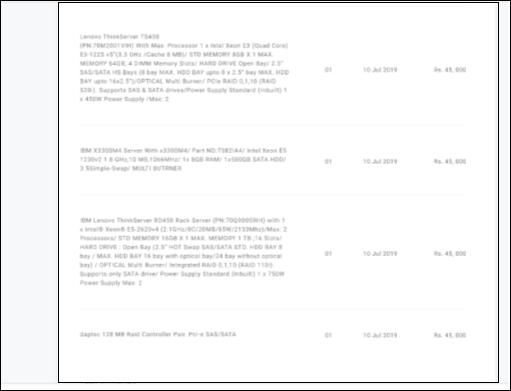 Lenovo ThinkServer TS450
(PN:70M2001VIH) With Max. Processor 1 x Intel Xeon E3 (Quad Core)
E3-1225 v5"(3.3 GHz /Cache 8 MB)/ STD MEMORY 8GB X 1 MAX.
MEMORY 64GB, 4 DIMM Memory Slots/ HARD DRIVE Open Bay/ 2.5"
SAS/SATA HS Bays (8 bay MAX. HDD BAY upto 8 x 2.5" bay MAX. HDD
BAY upto 16x2.5")/OPTICAL Multi Burner/ PCIe RAID 0,1,10 (RAID
520i). Supports SAS & SATA drives/Power Supply Standard (Inbuilt) 1
x 450W Power Supply /Max: 2
01 10 Jul 2019 Rs. 45, 000
IBM X3300M4 Server With x3300M4/ Part NO:7382IA4/ Intel Xeon E5
1230v2 1.8 GHz,10 MB,1066MHz/ 1x 8GB RAM/ 1x500GB SATA HDD/
3.5Simple-Swap/ MULTI BUTRNER
01 10 Jul 2019 Rs. 45, 000
IBM Lenovo ThinkServer RD450 Rack Server with 1
x Intel® Xeon® E5-2620v4 (2.1GHz/8C/20MB/85W/2133Mhz)/Max: 2
Processors/ STD MEMORY 16GB X 1 MAX. MEMORY 1 TB ;16 Slots/
HARD DRIVE : Open Bay (2.5" HOT Swap SAS/SATA STD. HDD BAY 8
bay / MAX. HDD BAY 16 bay with optical bay/24 bay without optical
bay) / OPTICAL Multi Burner/ Integrated RAID 0,1,10 (RAID 110i)
Supports only SATA drive/ Power Supply Standard (Inbuilt) 1 x 750W
Power Supply Max: 2
01 10 Jul 2019 Rs. 45, 000
daptec 128 MB Raid Controller Pair. Pci-e SAS/SATA
01 10 Jul 2019 Rs. 45, 000